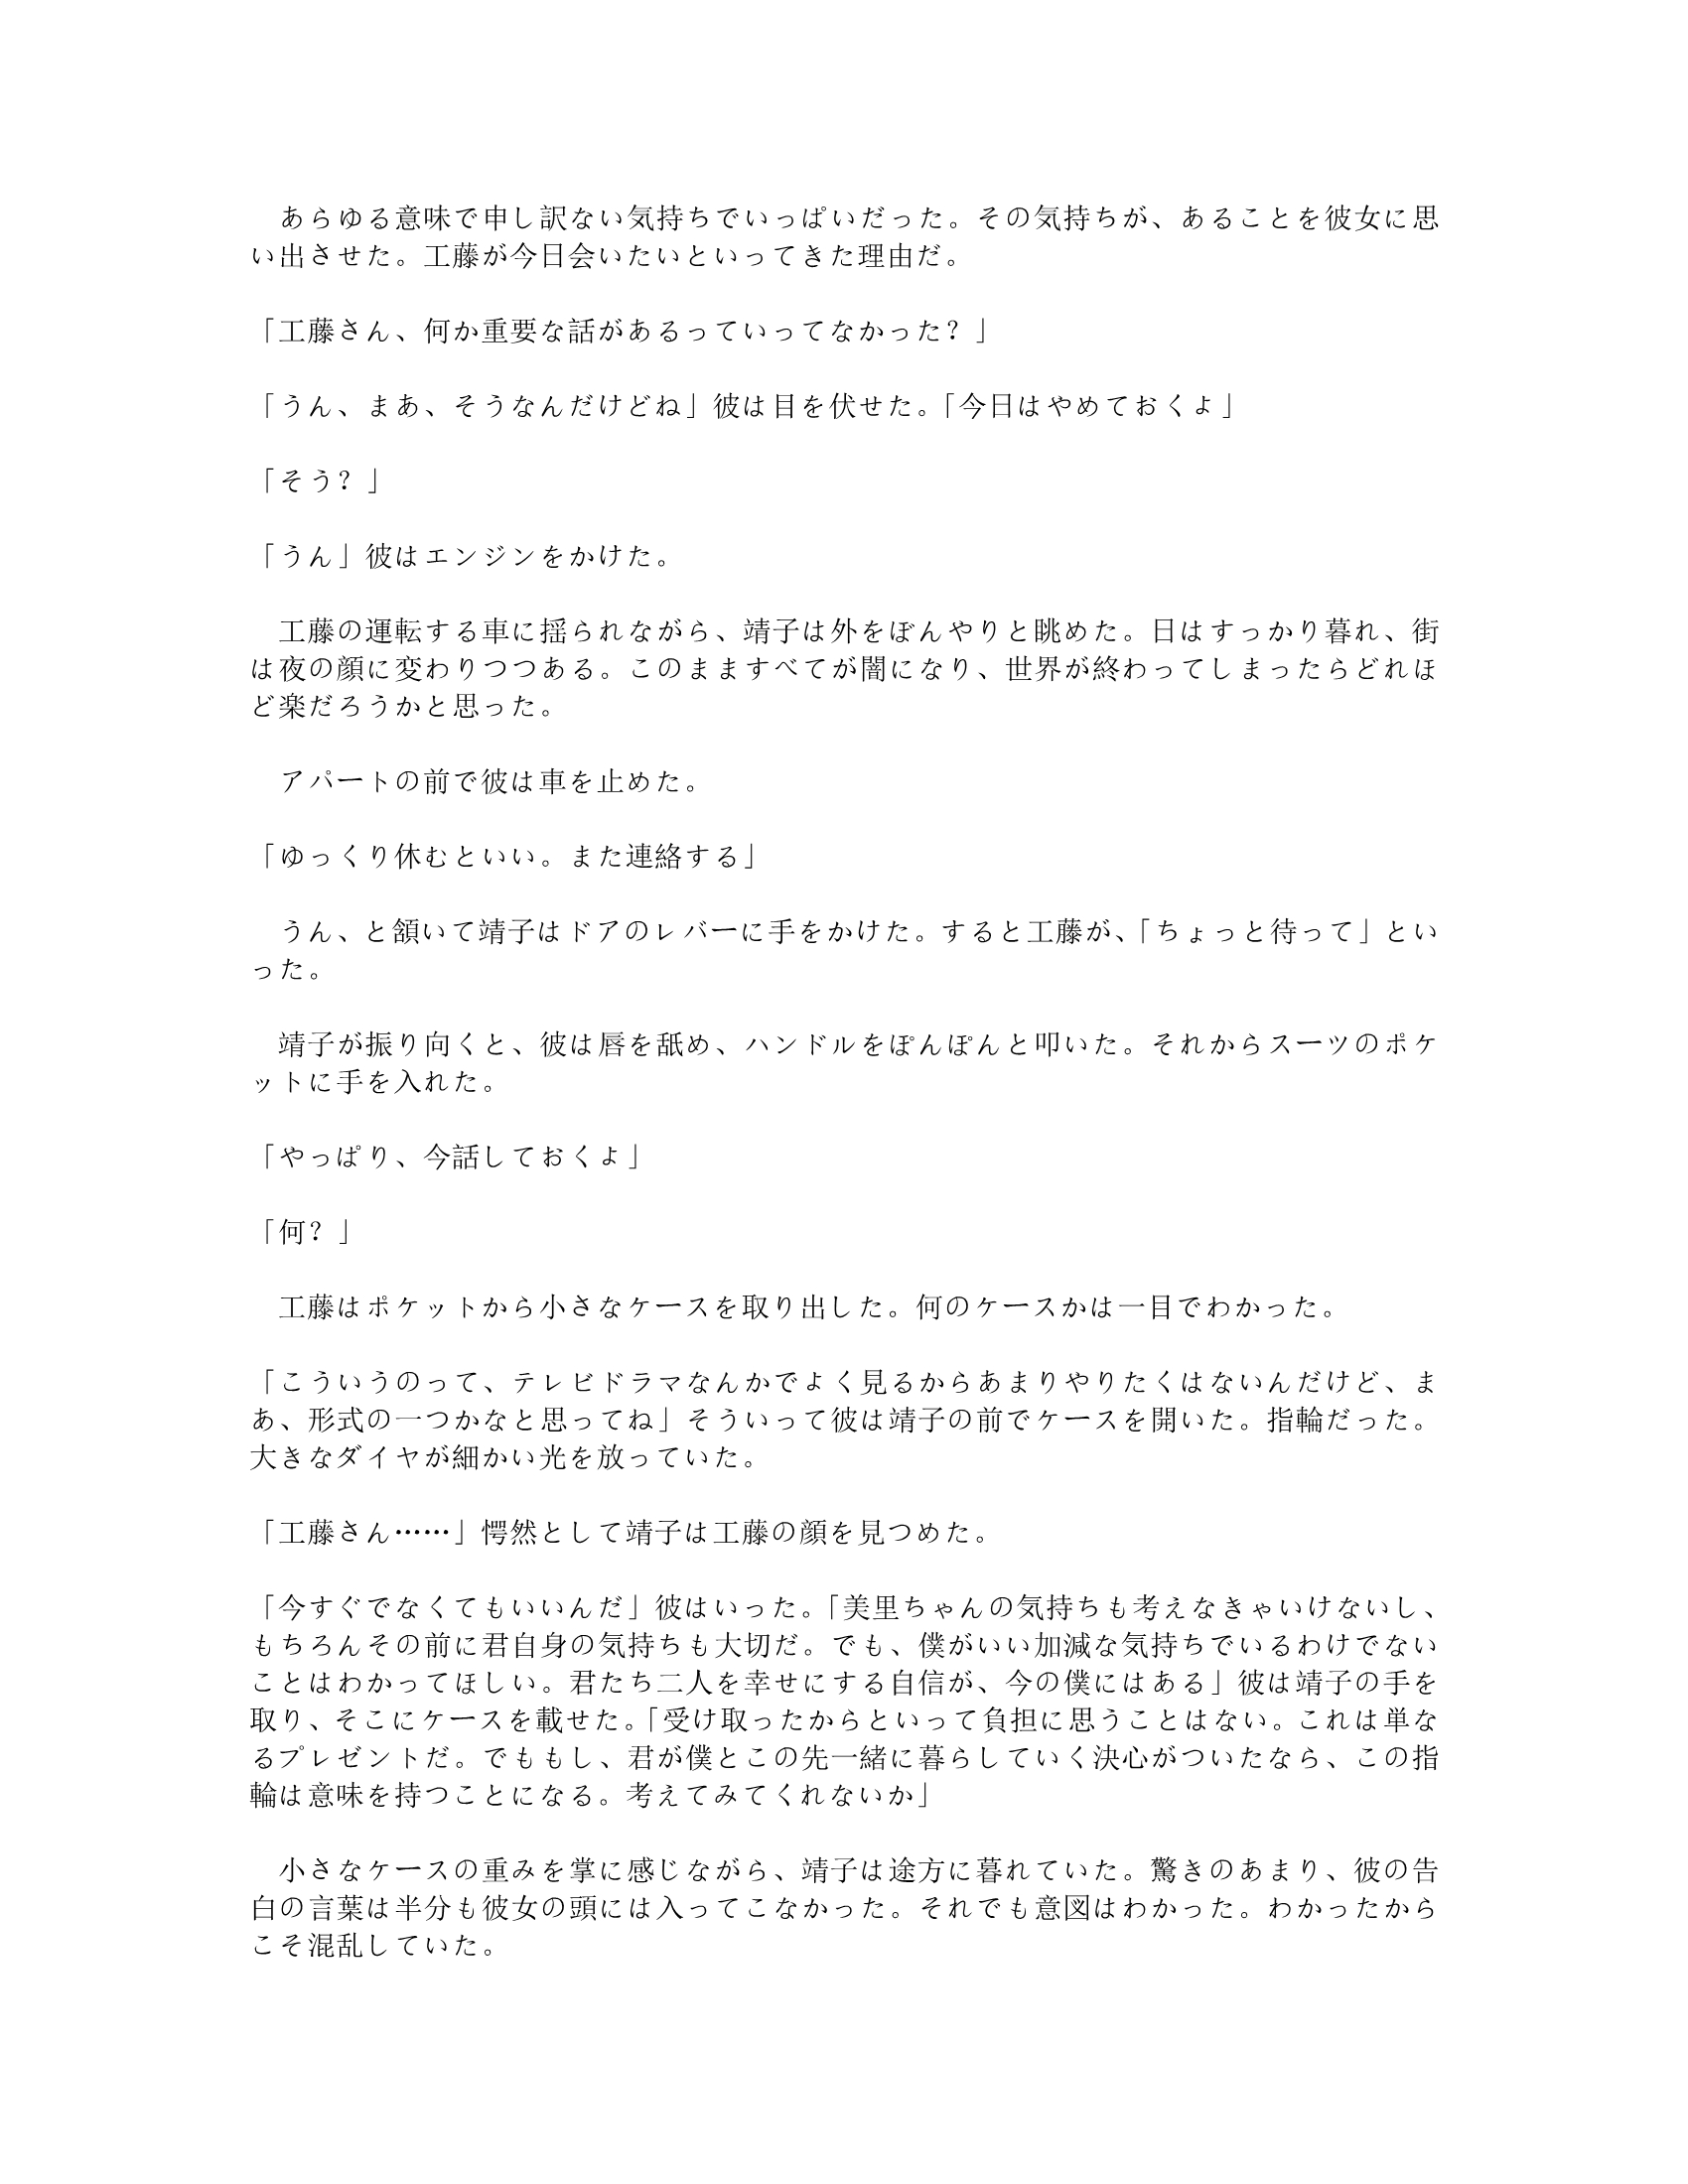 あらゆる意味で申し訳ない気持ちでいっぱいだった。その気持ちが、あることを彼女に思
い出させた。工藤が今日会いたいといってきた理由だ。
「工藤さん、何か重要な話があるっていってなかった？」
「うん、まあ、そうなんだけどね」彼は目を伏せた。「今日はやめておくよ」
「そう？」
「うん」彼はエンジンをかけた。
　工藤の運転する車に揺られながら、靖子は外をぼんやりと眺めた。日はすっかり暮れ、街
は夜の顔に変わりつつある。このまますべてが闇になり、世界が終わってしまったらどれほ
ど楽だろうかと思った。
　アパートの前で彼は車を止めた。
「ゆっくり休むといい。また連絡する」
　うん、と頷いて靖子はドアのレバーに手をかけた。すると工藤が、「ちょっと待って」とい
った。
　靖子が振り向くと、彼は唇を舐め、ハンドルをぽんぽんと叩いた。それからスーツのポケ
ットに手を入れた。
「やっぱり、今話しておくよ」
「何？」
　工藤はポケットから小さなケースを取り出した。何のケースかは一目でわかった。
「こういうのって、テレビドラマなんかでよく見るからあまりやりたくはないんだけど、ま
あ、形式の一つかなと思ってね」そういって彼は靖子の前でケースを開いた。指輪だった。
大きなダイヤが細かい光を放っていた。
「工藤さん……」愕然として靖子は工藤の顔を見つめた。
「今すぐでなくてもいいんだ」彼はいった。「美里ちゃんの気持ちも考えなきゃいけないし、
もちろんその前に君自身の気持ちも大切だ。でも、僕がいい加減な気持ちでいるわけでない
ことはわかってほしい。君たち二人を幸せにする自信が、今の僕にはある」彼は靖子の手を
取り、そこにケースを載せた。「受け取ったからといって負担に思うことはない。これは単な
るプレゼントだ。でももし、君が僕とこの先一緒に暮らしていく決心がついたなら、この指
輪は意味を持つことになる。考えてみてくれないか」
　小さなケースの重みを掌に感じながら、靖子は途方に暮れていた。驚きのあまり、彼の告
白の言葉は半分も彼女の頭には入ってこなかった。それでも意図はわかった。わかったから
こそ混乱していた。